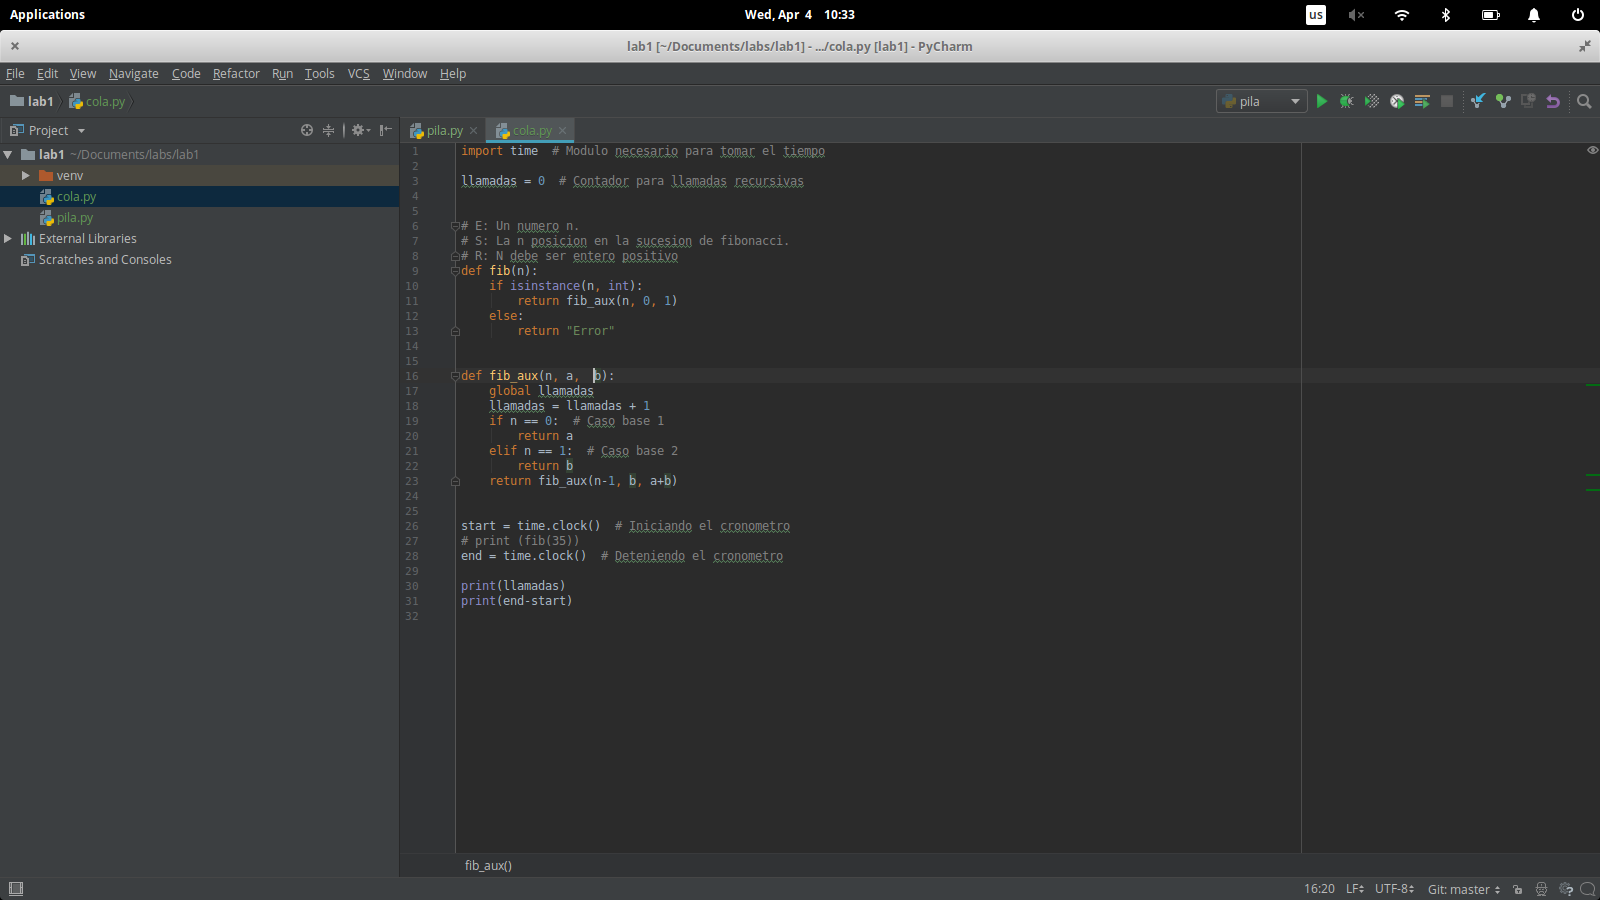 Applications
Wed, Apr 4 10:33
us
lab1 [~/Documents/labs/lab1] - .../cola.py [lab1] - PyCharm
File Edit View Navigate Code Refactor Run Tools VCS Window Help
lab1 cola.py
pila
Project
pila.py cola.py
lab1 ~/Documents/labs/lab1
venv
cola.py
pila.py
External Libraries
Scratches and Consoles
1 import time  # Modulo necesario para tomar el tiempo
2
3 llamadas = 0  # Contador para llamadas recursivas
4
5
6 # E: Un numero n.
7 # S: La n posicion en la sucesion de fibonacci.
8 # R: N debe ser entero positivo
9 def fib(n):
10     if isinstance(n, int):
11         return fib_aux(n, 0, 1)
12     else:
13         return "Error"
14
15
16 def fib_aux(n, a,  b):
17     global llamadas
18     llamadas = llamadas + 1
19     if n == 0:  # Caso base 1
20         return a
21     elif n == 1:  # Caso base 2
22         return b
23     return fib_aux(n-1, b, a+b)
24
25
26 start = time.clock()  # Iniciando el cronometro
27 # print (fib(35))
28 end = time.clock()  # Deteniendo el cronometro
29
30 print(llamadas)
31 print(end-start)
32
fib_aux()
16:20 LF UTF-8 Git: master